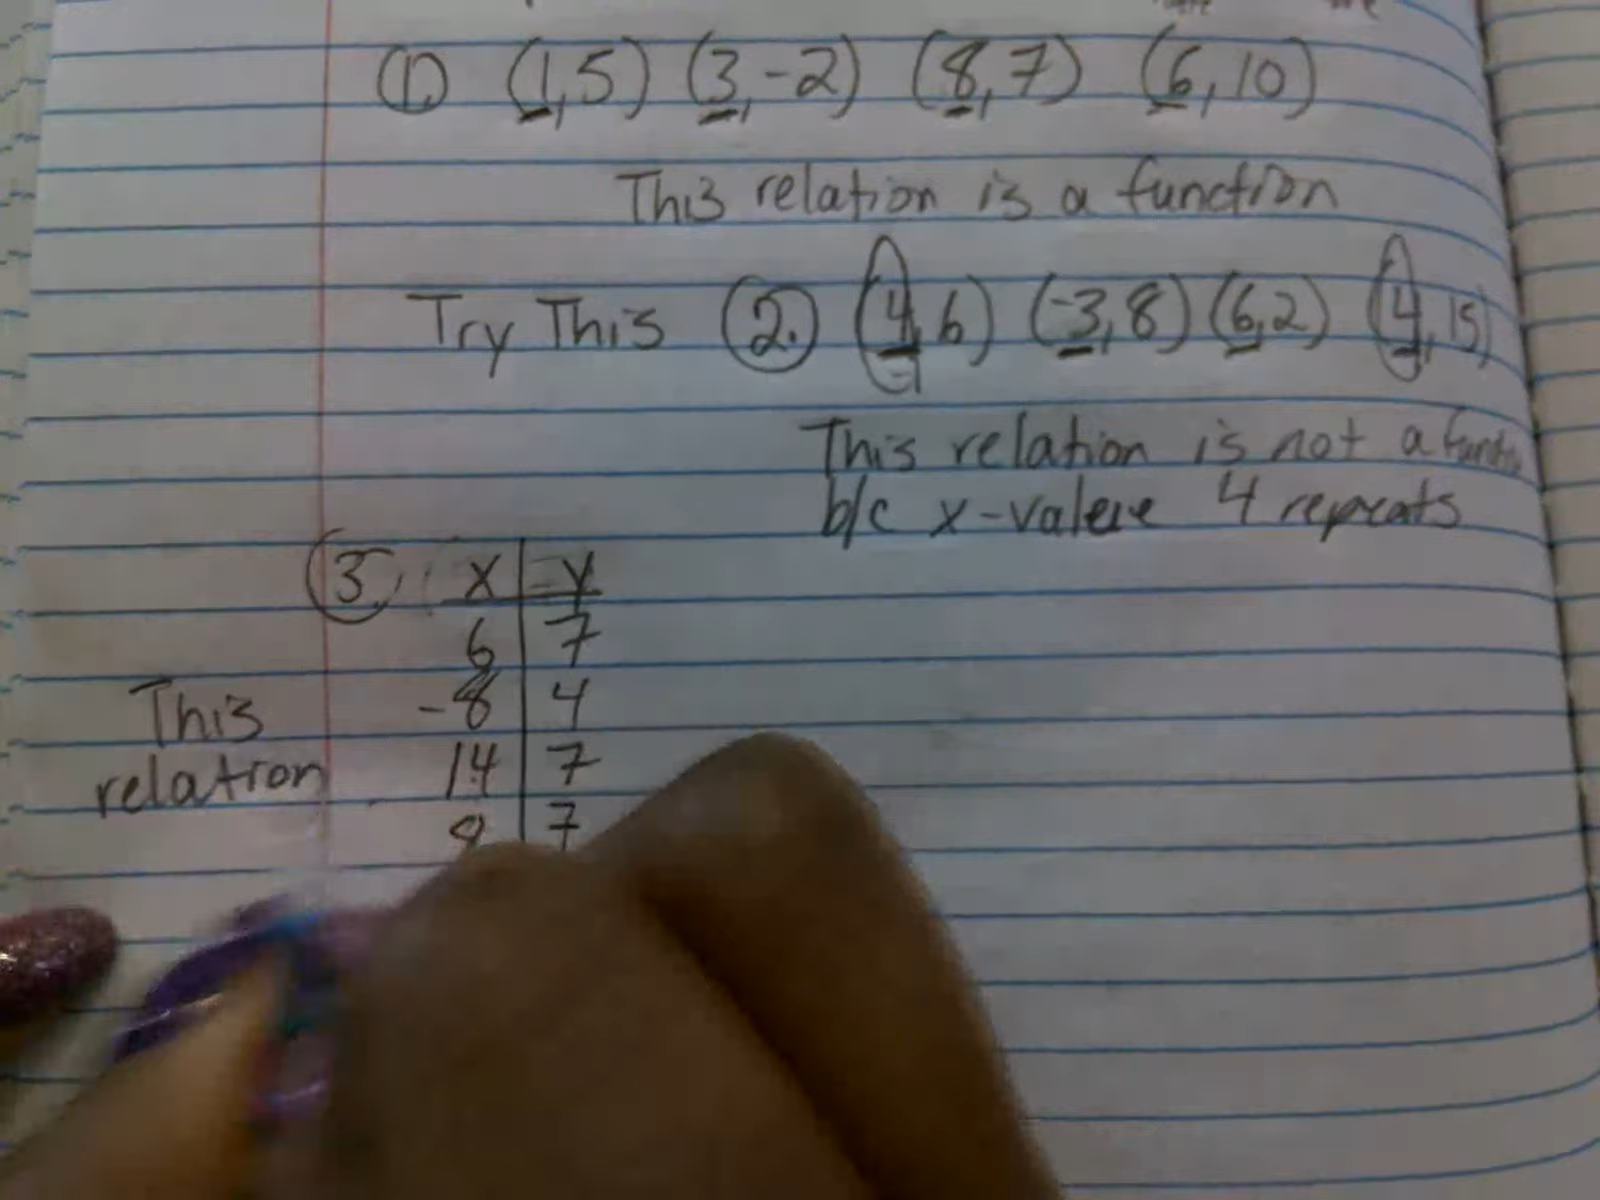 1. (1,5) (3,-2) (8,7) (6,10)
This relation is a function
Try This 2. (4,6) (-3,8) (6,2) (4,15)
This relation is not a
b/c x-valeue 4 repreats
3. x y
6 7
-8 4
This
14 7
relation
7